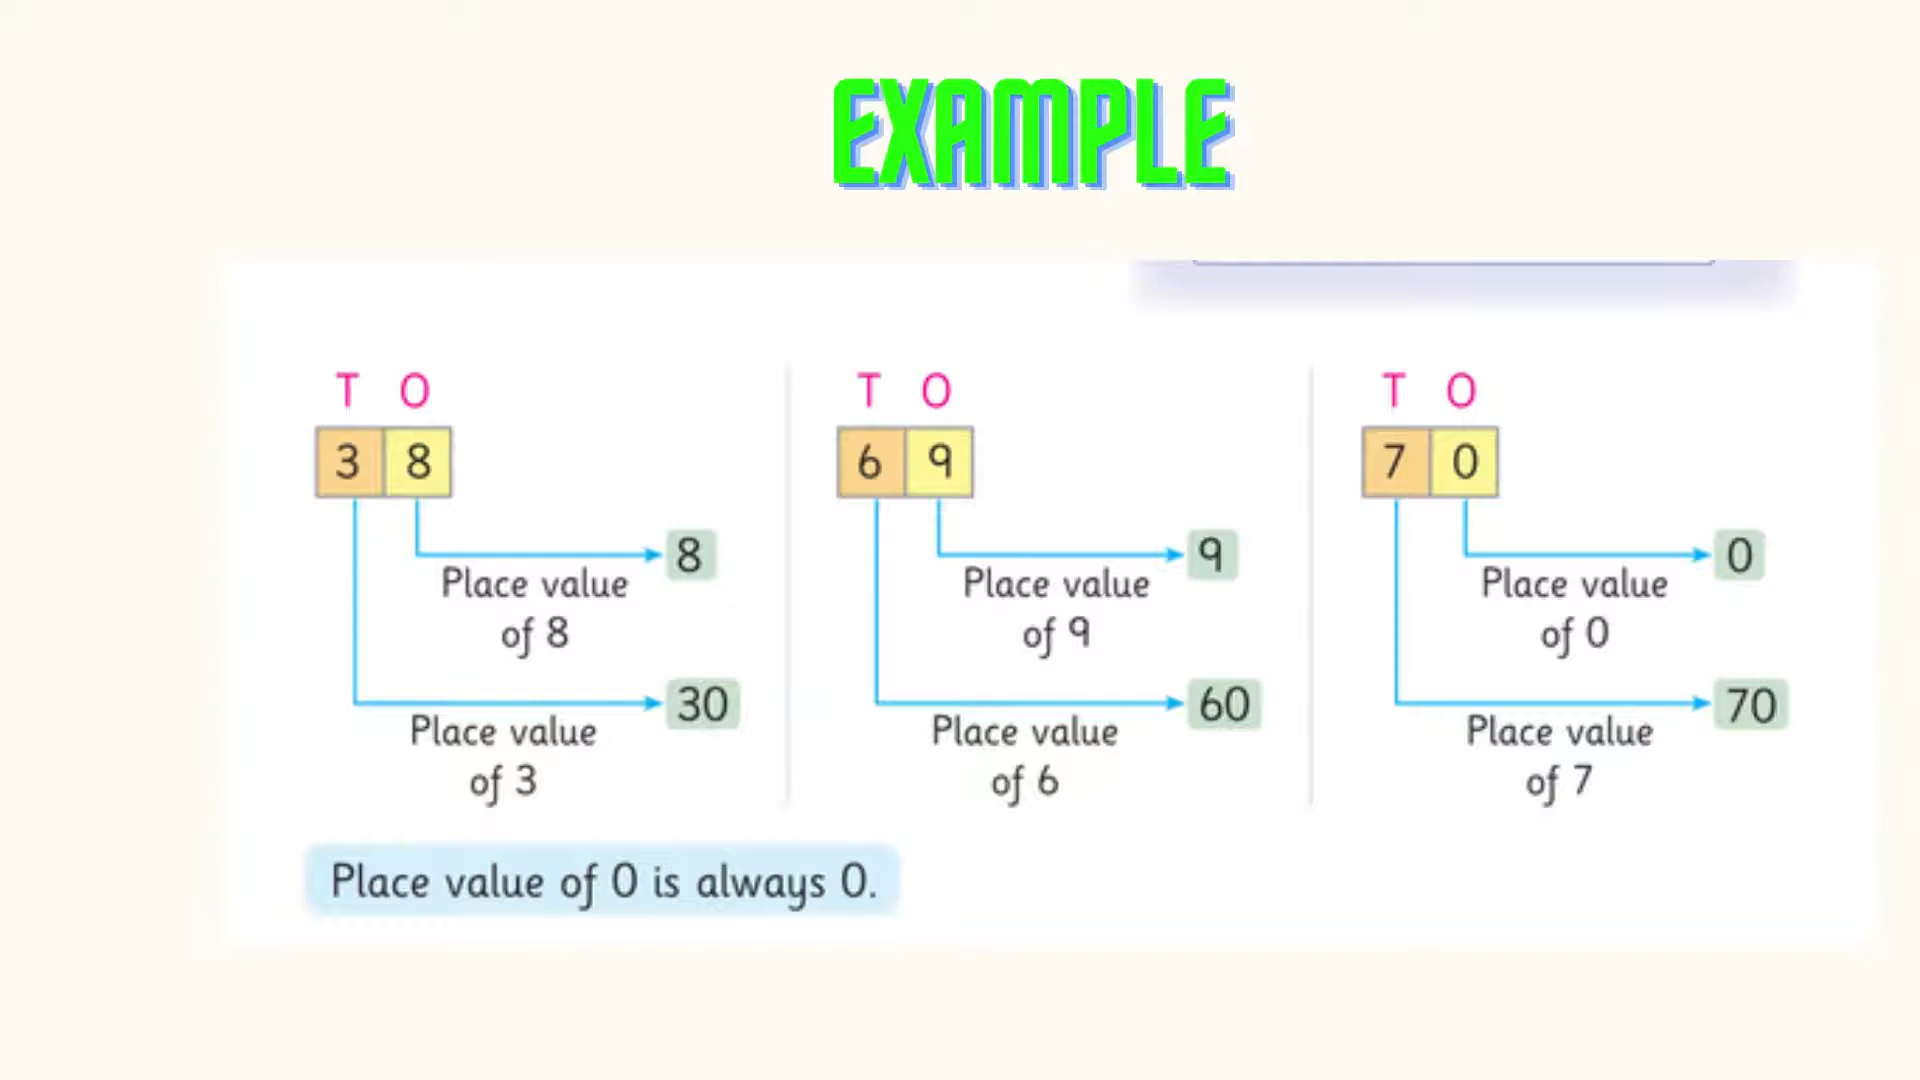 EXAMPLE
T O
3 8
8
Place value
of 8
30
Place value
of 3
T O
6 9
9
Place value
of 9
60
Place value
of 6
T O
7 0
0
Place value
of 0
70
Place value
of 7
Place value of 0 is always 0.